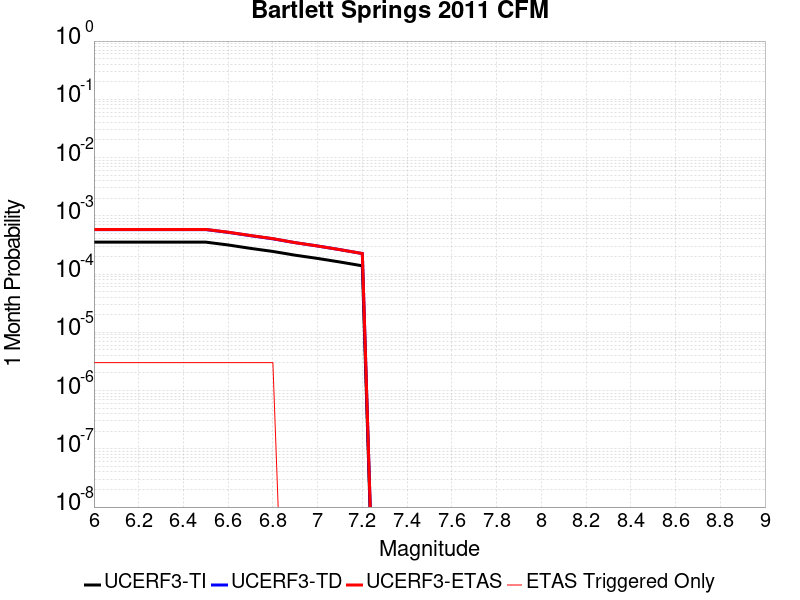 Bartlett Springs 2011 CFM
10^0
10^-1
10^-2
10^-3
10^-4
10^-5
10^-6
10^-7
10^-8
1 Month Probability
6 6.2 6.4 6.6 6.8 7 7.2 7.4 7.6 7.8 8 8.2 8.4 8.6 8.8 9
Magnitude
UCERF3-TI UCERF3-TD UCERF3-ETAS ETAS Triggered Only